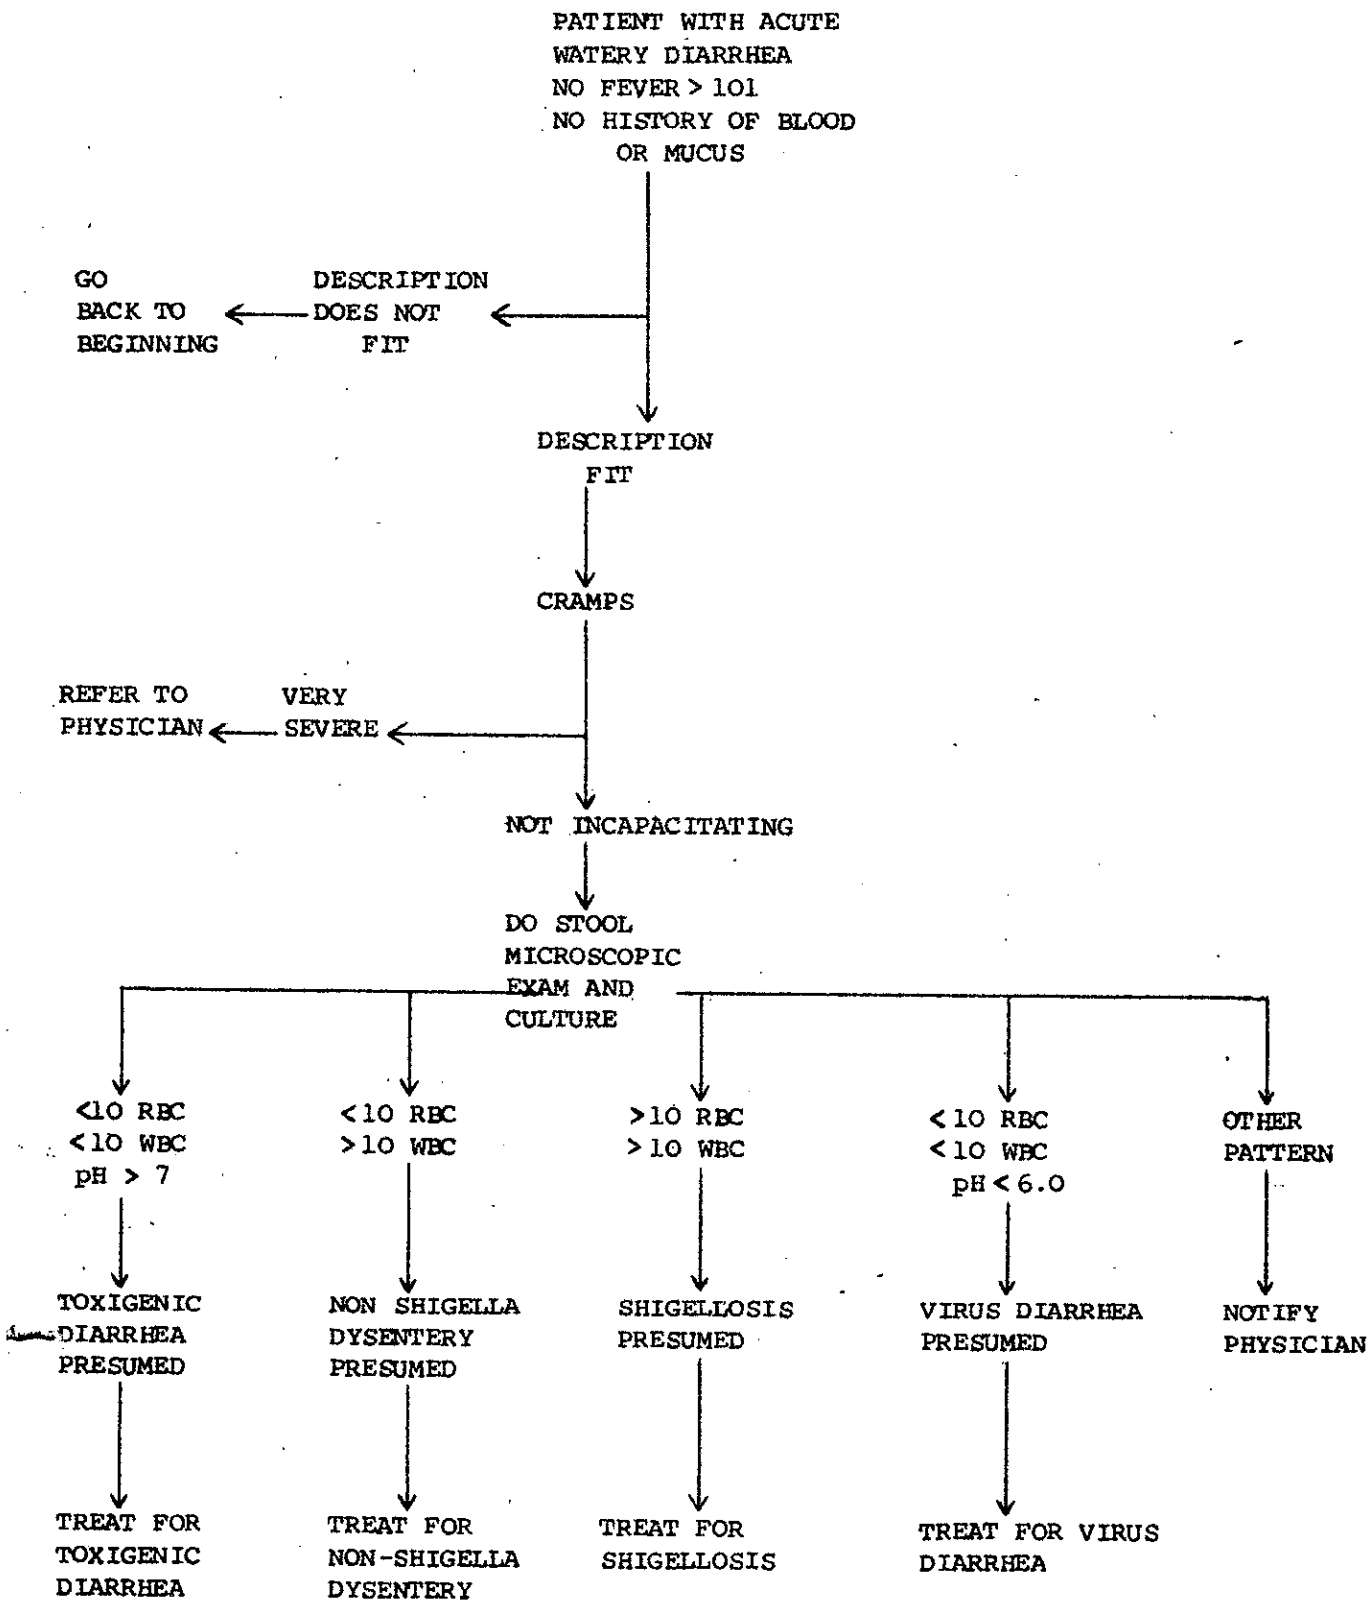 PATIENT WITH ACUTE
WATERY DIARRHEA
NO FEVER > 101
NO HISTORY OF BLOOD
OR MUCUS
GO
BACK TO
BEGINNING
DESCRIPTION
DOES NOT
FIT
DESCRIPTION
FIT
CRAMPS
REFER TO
PHYSICIAN
VERY
SEVERE
NOT INCAPACITATING
DO STOOL
MICROSCOPIC
EXAM AND
CULTURE
<10 RBC
<10 WBC
pH > 7
<10 RBC
>10 WBC
>10 RBC
>10 WBC
<10 RBC
<10 WBC
pH < 6.0
OTHER
PATTERN
TOXIGENIC
DIARRHEA
PRESUMED
NON SHIGELLA
DYSENTERY
PRESUMED
SHIGELLOSIS
PRESUMED
VIRUS DIARRHEA
PRESUMED
NOTIFY
PHYSICIAN
TREAT FOR
TOXIGENIC
DIARRHEA
TREAT FOR
NON-SHIGELLA
DYSENTERY
TREAT FOR
SHIGELLOSIS
TREAT FOR VIRUS
DIARRHEA